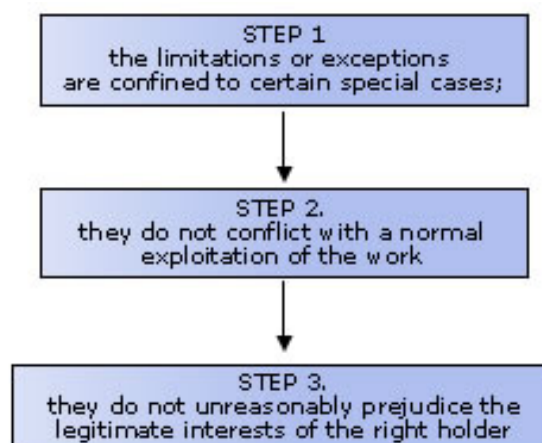 STEP 1
the limitations or exceptions
are confined to certain special cases;
STEP 2.
they do not conflict with a normal
exploitation of the work
STEP 3.
they do not unreasonably prejudice the
legitimate interests of the right holder